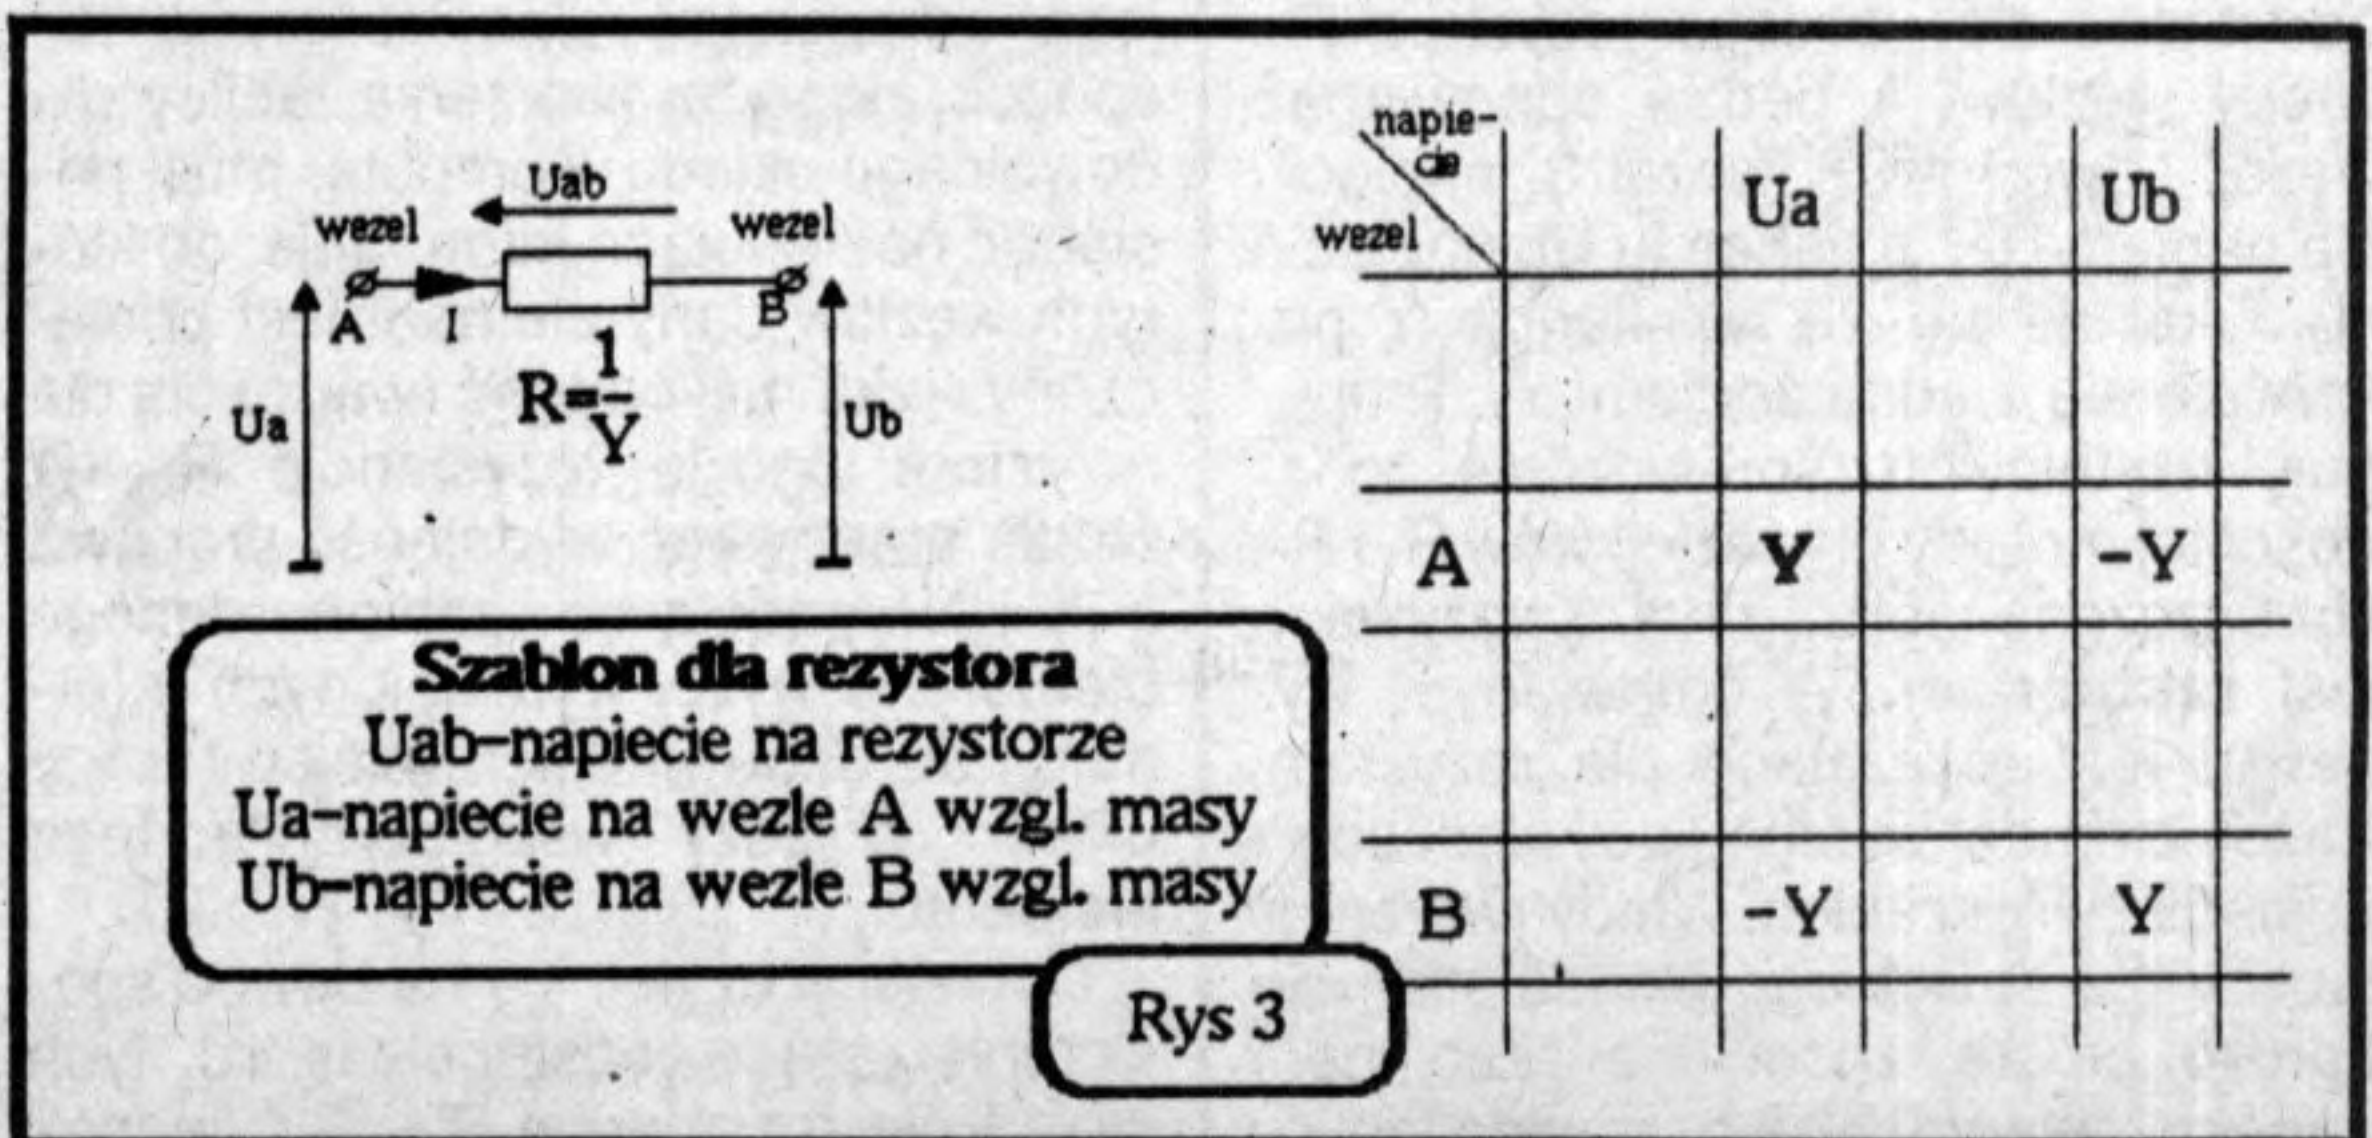 Uab
wezel
wezel
A
I
B
R=1/Y
Ua
Ub
Szablon dla rezystora
Uab-napiecie na rezystorze
Ua-napiecie na wezle A wzgl. masy
Ub-napiecie na wezle B wzgl. masy
Rys 3
napie-
cie
wezel
Ua
Ub
A
Y
-Y
B
-Y
Y